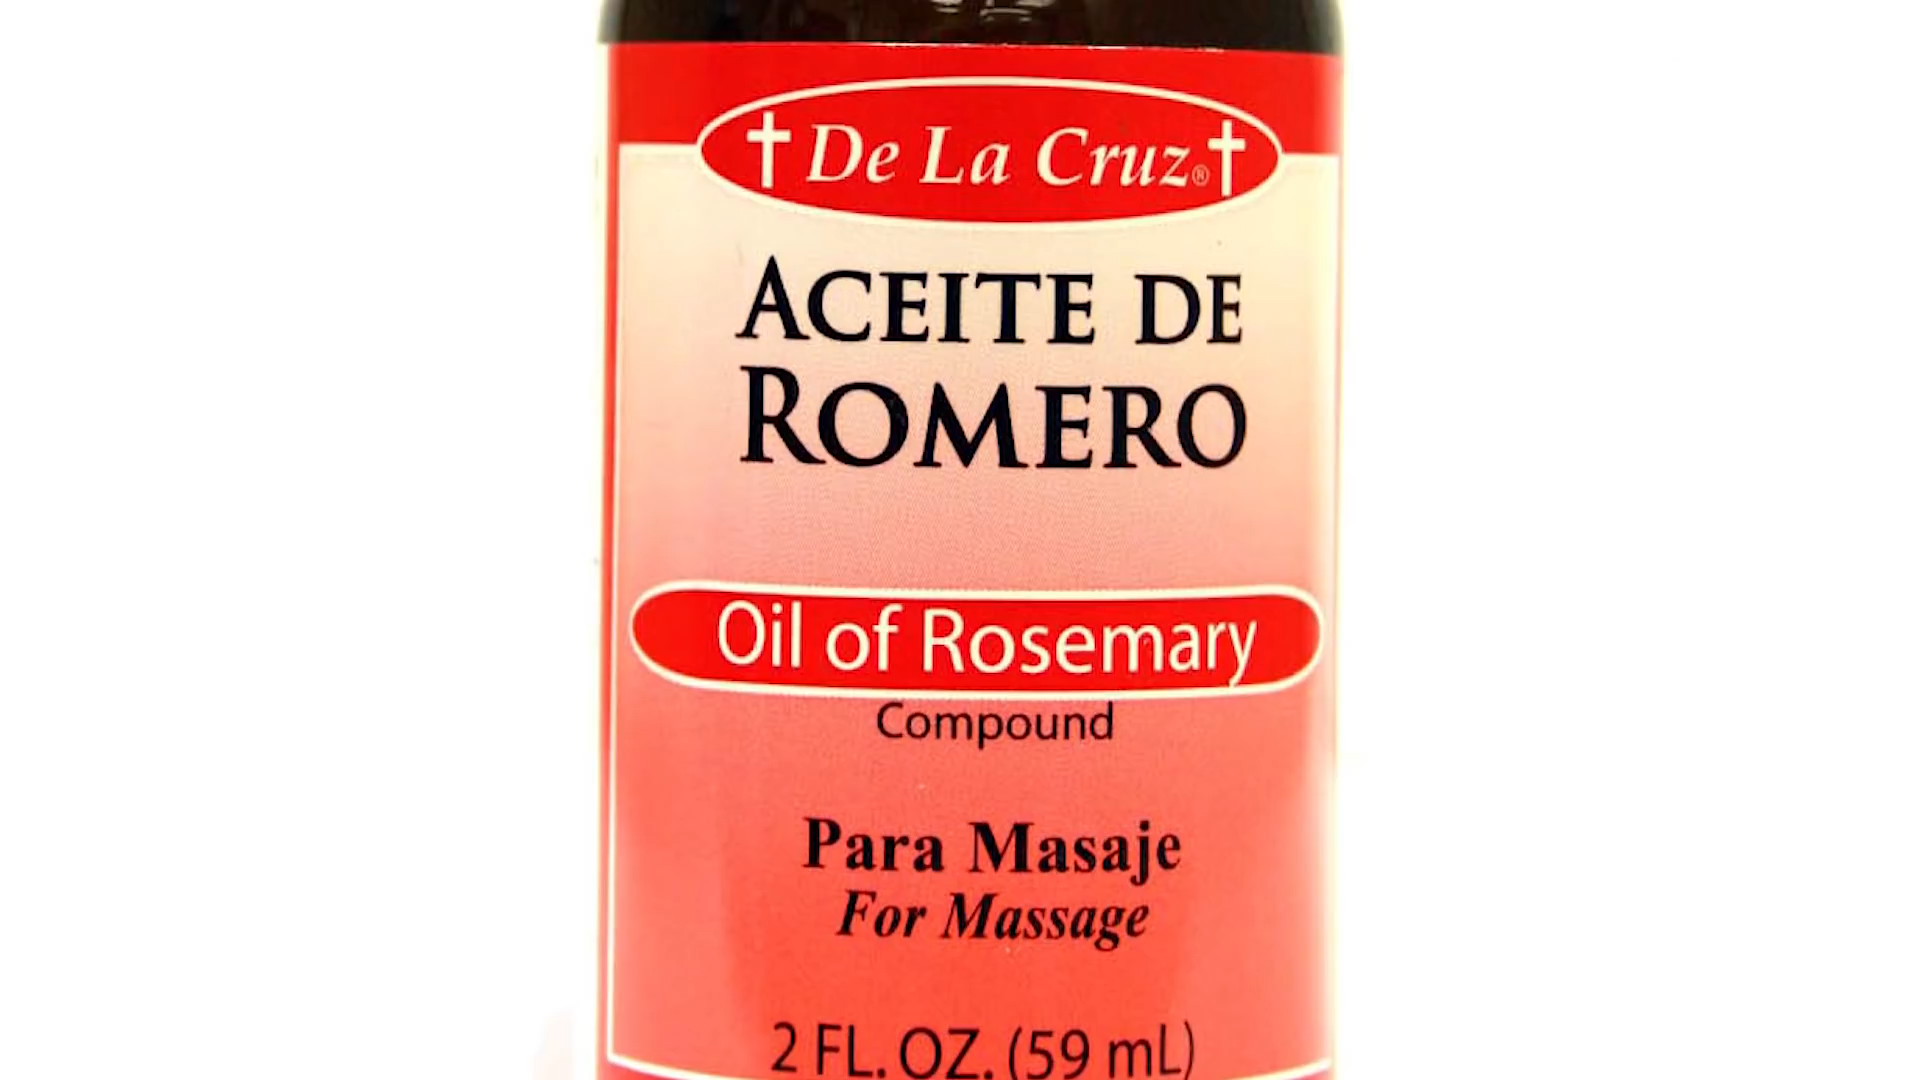 De La Cruz®
ACEITE DE
ROMERO
Oil of Rosemary
Compound
Para Masaje
For Massage
2 FL. OZ. (59 mL)